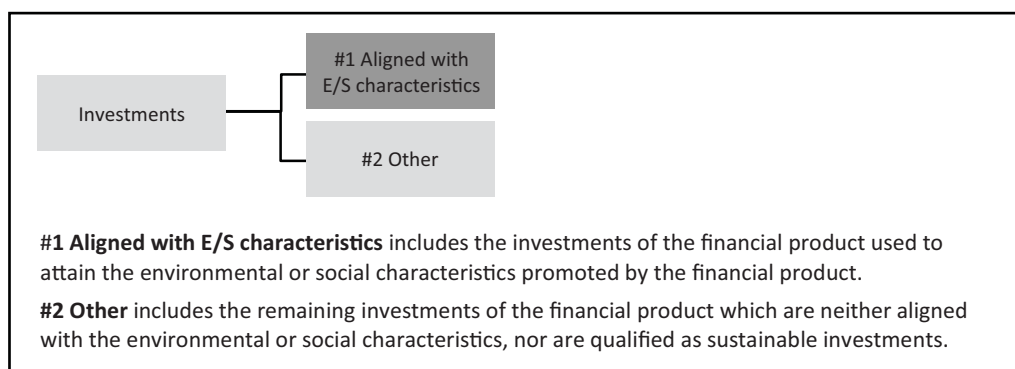 #1 Aligned with
E/S characteristics
Investments
#2 Other
#1 Aligned with E/S characteristics includes the investments of the financial product used to
attain the environmental or social characteristics promoted by the financial product.
#2 Other includes the remaining investments of the financial product which are neither aligned
with the environmental or social characteristics, nor are qualified as sustainable investments.